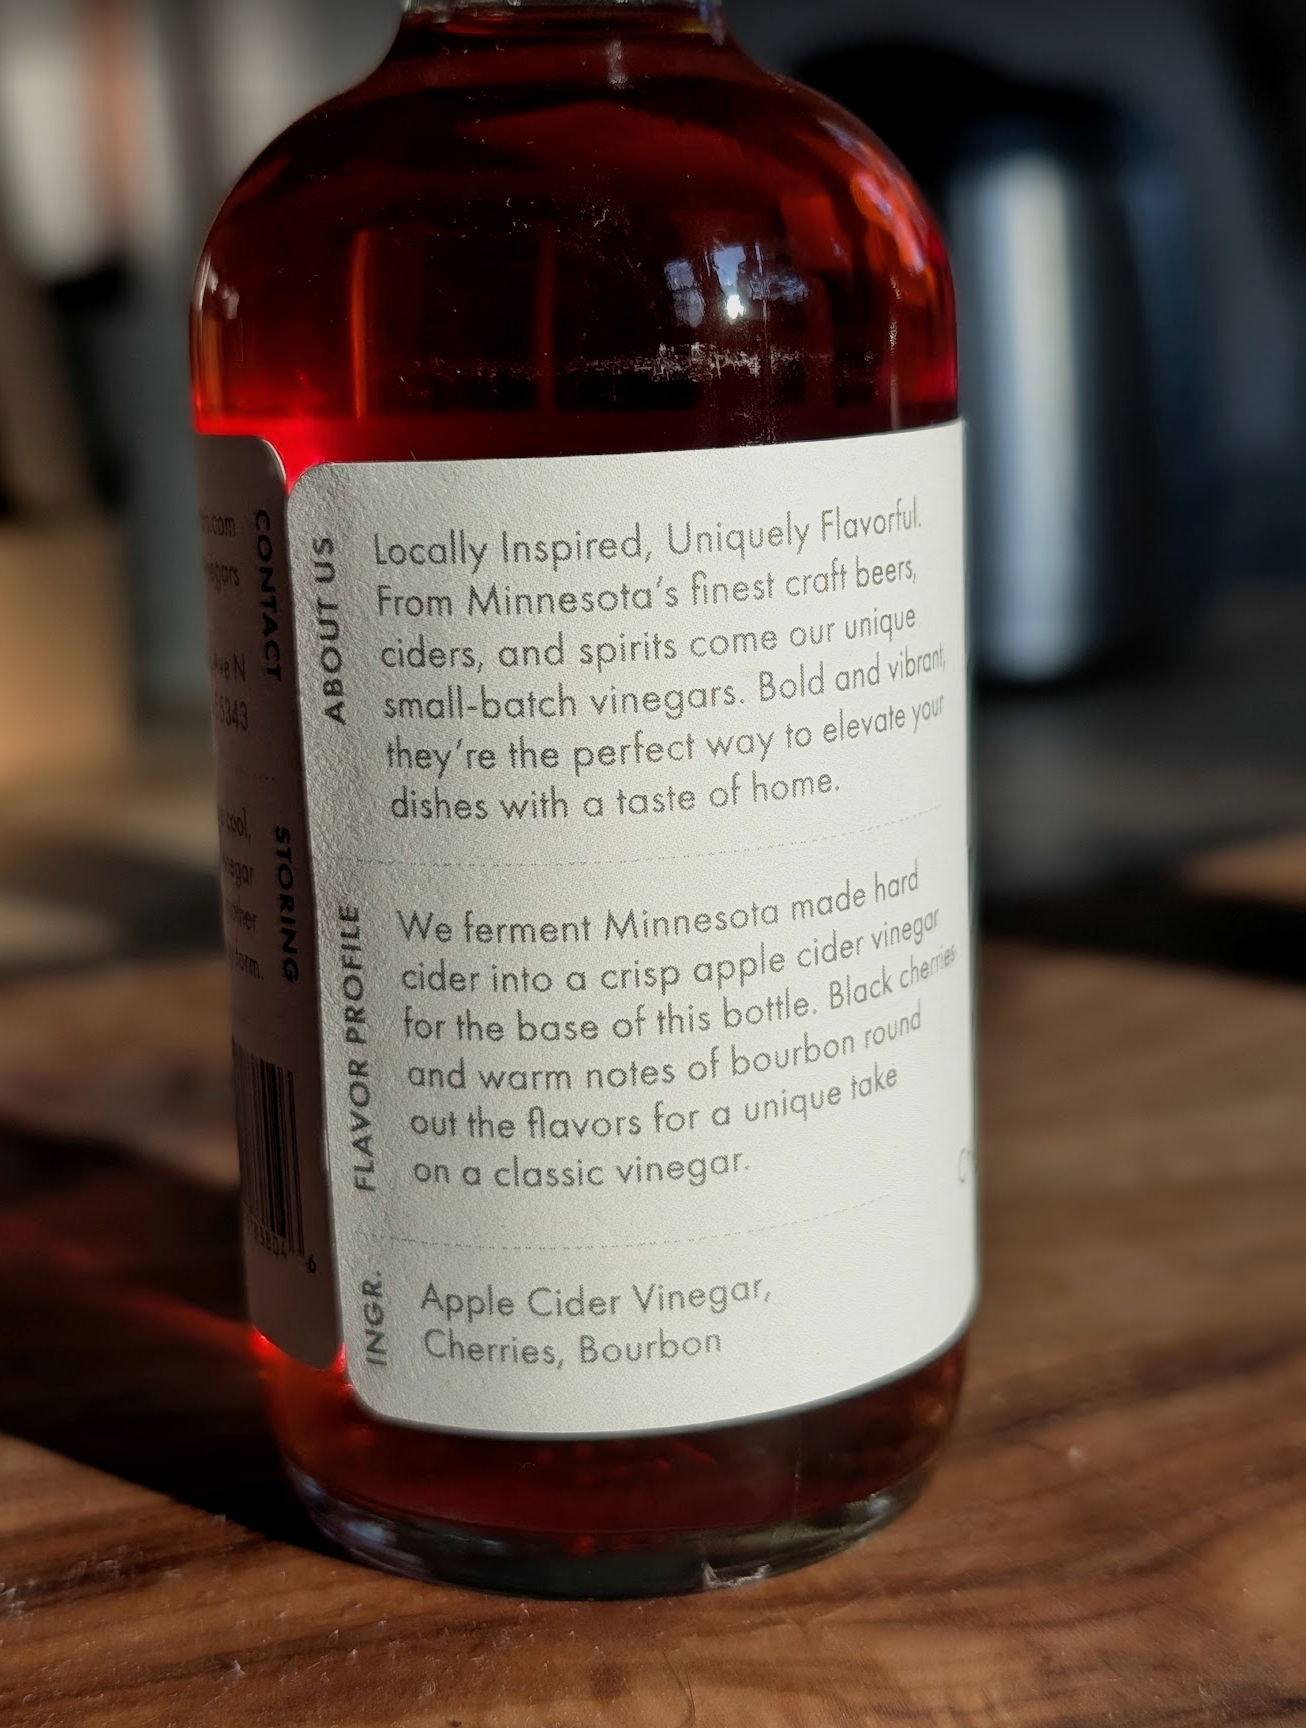 CONTACT
Ave N
STORING
cool,
ABOUT US
Locally Inspired, Uniquely Flavorful.
From Minnesota's finest craft beers,
ciders, and spirits come our unique
small-batch vinegars. Bold and vibrant,
they're the perfect way to elevate your
dishes with a taste of home.
FLAVOR PROFILE
We ferment Minnesota made hard
cider into a crisp apple cider vinegar
for the base of this bottle. Black cherries
and warm notes of bourbon round
out the flavors for a unique take
on a classic vinegar.
INGR.
Apple Cider Vinegar,
Cherries, Bourbon